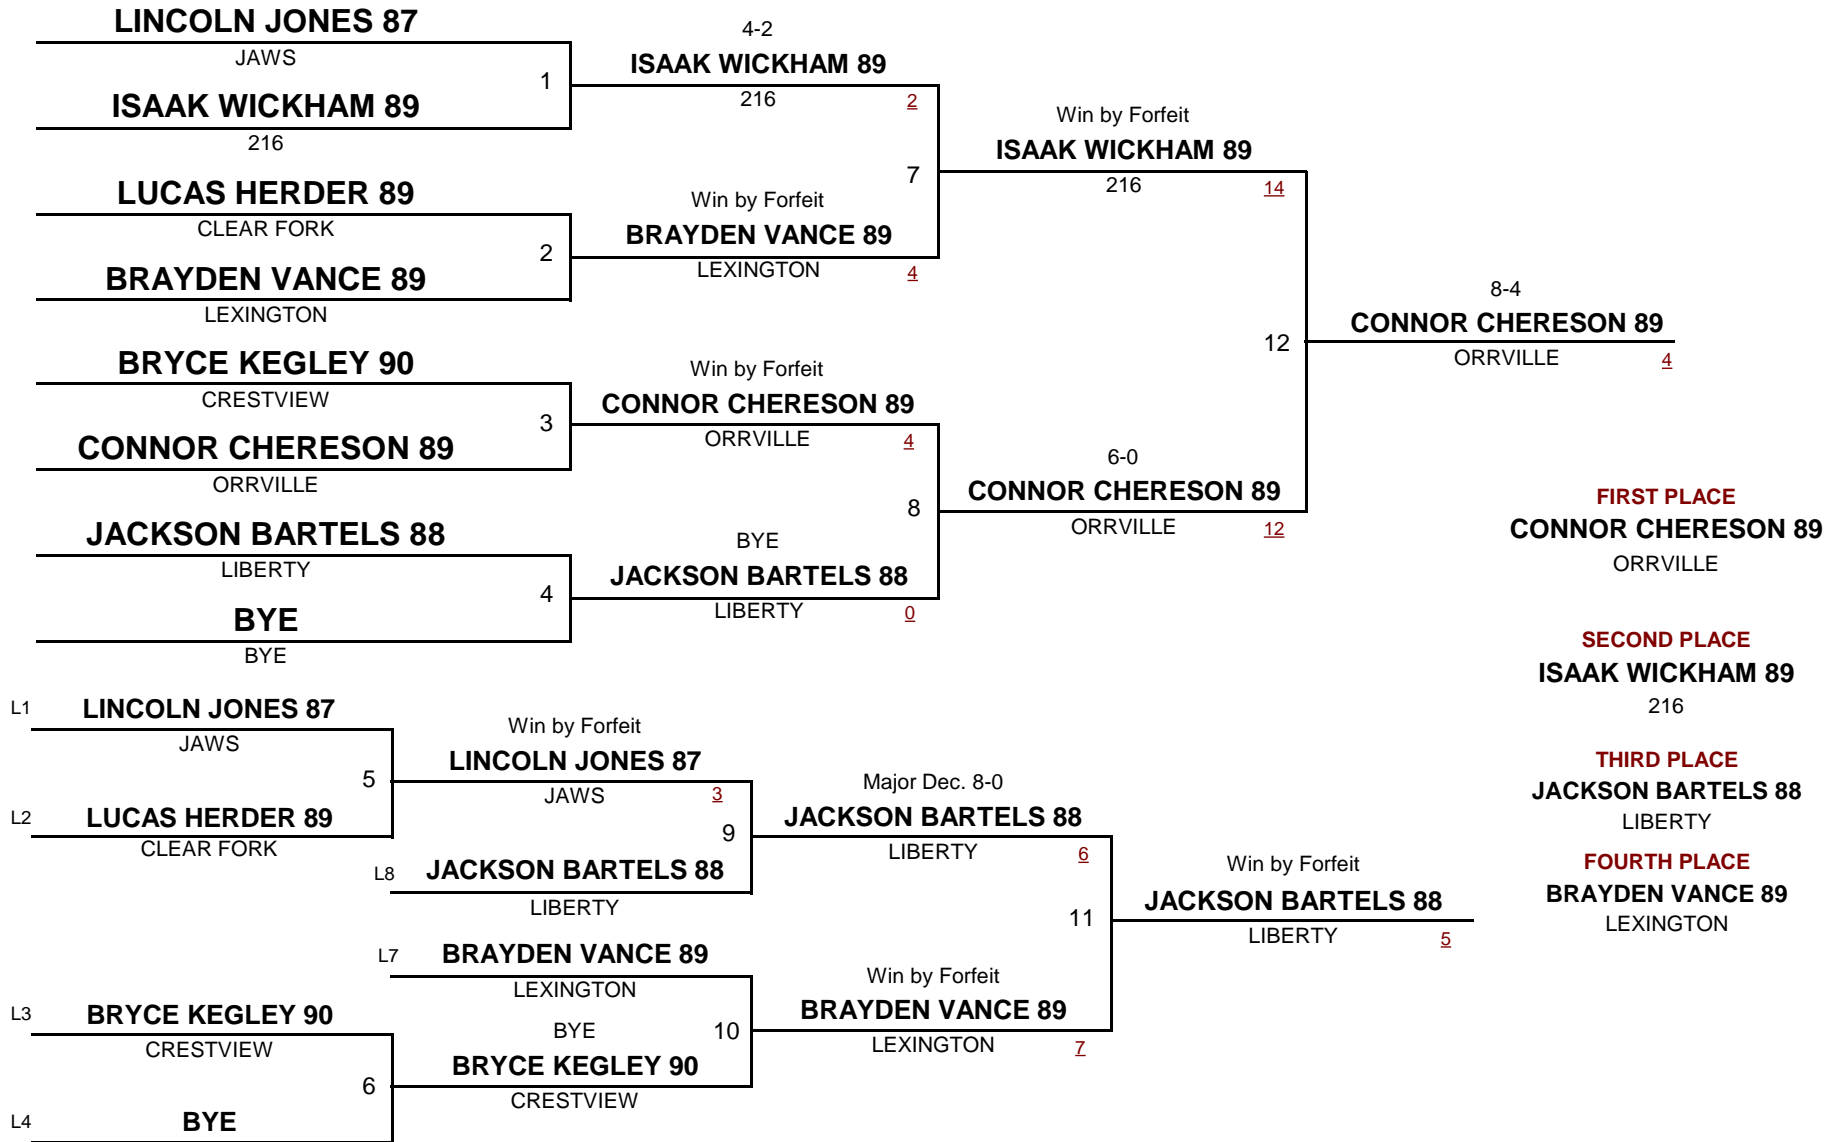 LINCOLN JONES 87
JAWS
1
ISAAK WICKHAM 89
216
LUCAS HERDER 89
CLEAR FORK
2
BRAYDEN VANCE 89
LEXINGTON
BRYCE KEGLEY 90
CRESTVIEW
3
CONNOR CHERESON 89
ORRVILLE
JACKSON BARTELS 88
LIBERTY
4
BYE
BYE
4-2
ISAAK WICKHAM 89
216 2
7
Win by Forfeit
BRAYDEN VANCE 89
LEXINGTON 4
Win by Forfeit
CONNOR CHERESON 89
ORRVILLE 4
8
BYE
JACKSON BARTELS 88
LIBERTY 0
Win by Forfeit
ISAAK WICKHAM 89
216 14
12
6-0
CONNOR CHERESON 89
ORRVILLE 12
8-4
CONNOR CHERESON 89
ORRVILLE 4
FIRST PLACE
CONNOR CHERESON 89
ORRVILLE
SECOND PLACE
ISAAK WICKHAM 89
216
THIRD PLACE
JACKSON BARTELS 88
LIBERTY
FOURTH PLACE
BRAYDEN VANCE 89
LEXINGTON
L1 LINCOLN JONES 87
JAWS
5
L2 LUCAS HERDER 89
CLEAR FORK
L3 BRYCE KEGLEY 90
CRESTVIEW
6
L4 BYE
Win by Forfeit
LINCOLN JONES 87
JAWS 3
9
L8 JACKSON BARTELS 88
LIBERTY
L7 BRAYDEN VANCE 89
LEXINGTON
10
BYE
BRYCE KEGLEY 90
CRESTVIEW
Major Dec. 8-0
JACKSON BARTELS 88
LIBERTY 6
11
Win by Forfeit
BRAYDEN VANCE 89
LEXINGTON 7
Win by Forfeit
JACKSON BARTELS 88
LIBERTY 5